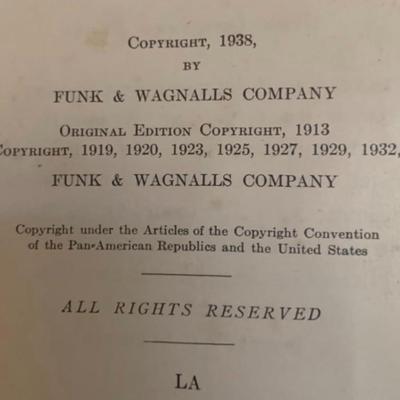 COPYRIGHT, 1938,
BY
FUNK & WAGNALLS COMPANY
ORIGINAL EDITION COPYRIGHT, 1913
COPYRIGHT, 1919, 1920, 1923, 1925, 1927, 1929, 1932,
FUNK & WAGNALLS COMPANY
Copyright under the Articles of the Copyright Convention
of the Pan-American Republics and the United States
ALL RIGHTS RESERVED
LA